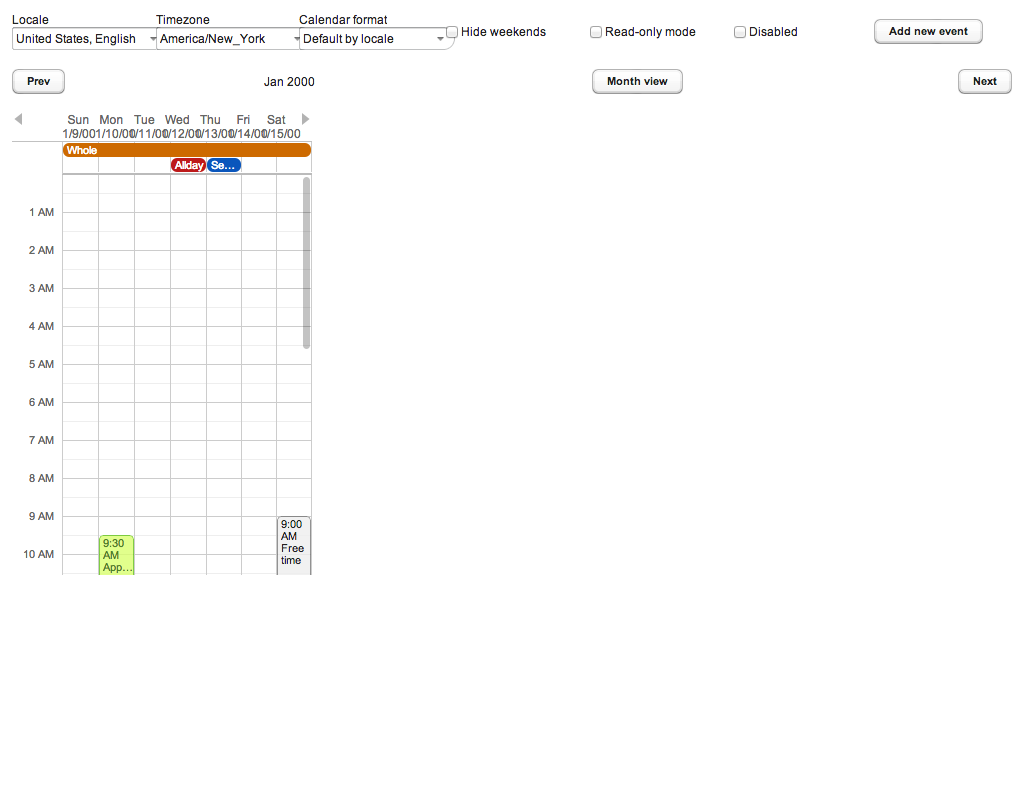 Locale Timezone Calendar format
United States, English America/New_York Default by locale Hide weekends Read-only mode Disabled Add new event
Prev Jan 2000 Month view Next
Sun Mon Tue Wed Thu Fri Sat
1/9/00 1/10/00 1/11/00 1/12/00 1/13/00 1/14/00 1/15/00
Whole
Allday Se...
1 AM
2 AM
3 AM
4 AM
5 AM
6 AM
7 AM
8 AM
9 AM
9:00
AM
Free
time
9:30
10 AM AM
App...